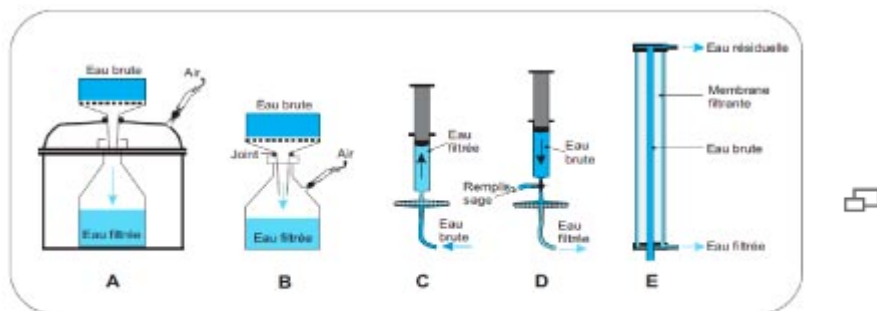 Eau brute
Air
Eau filtrée
A
Eau brute
Joint
Air
Eau filtrée
B
Eau
filtrée
Eau
brute
C
Eau
brute
Remplis
sage
Eau
filtrée
D
Eau résiduelle
Membrane
filtrante
Eau brute
Eau filtrée
E